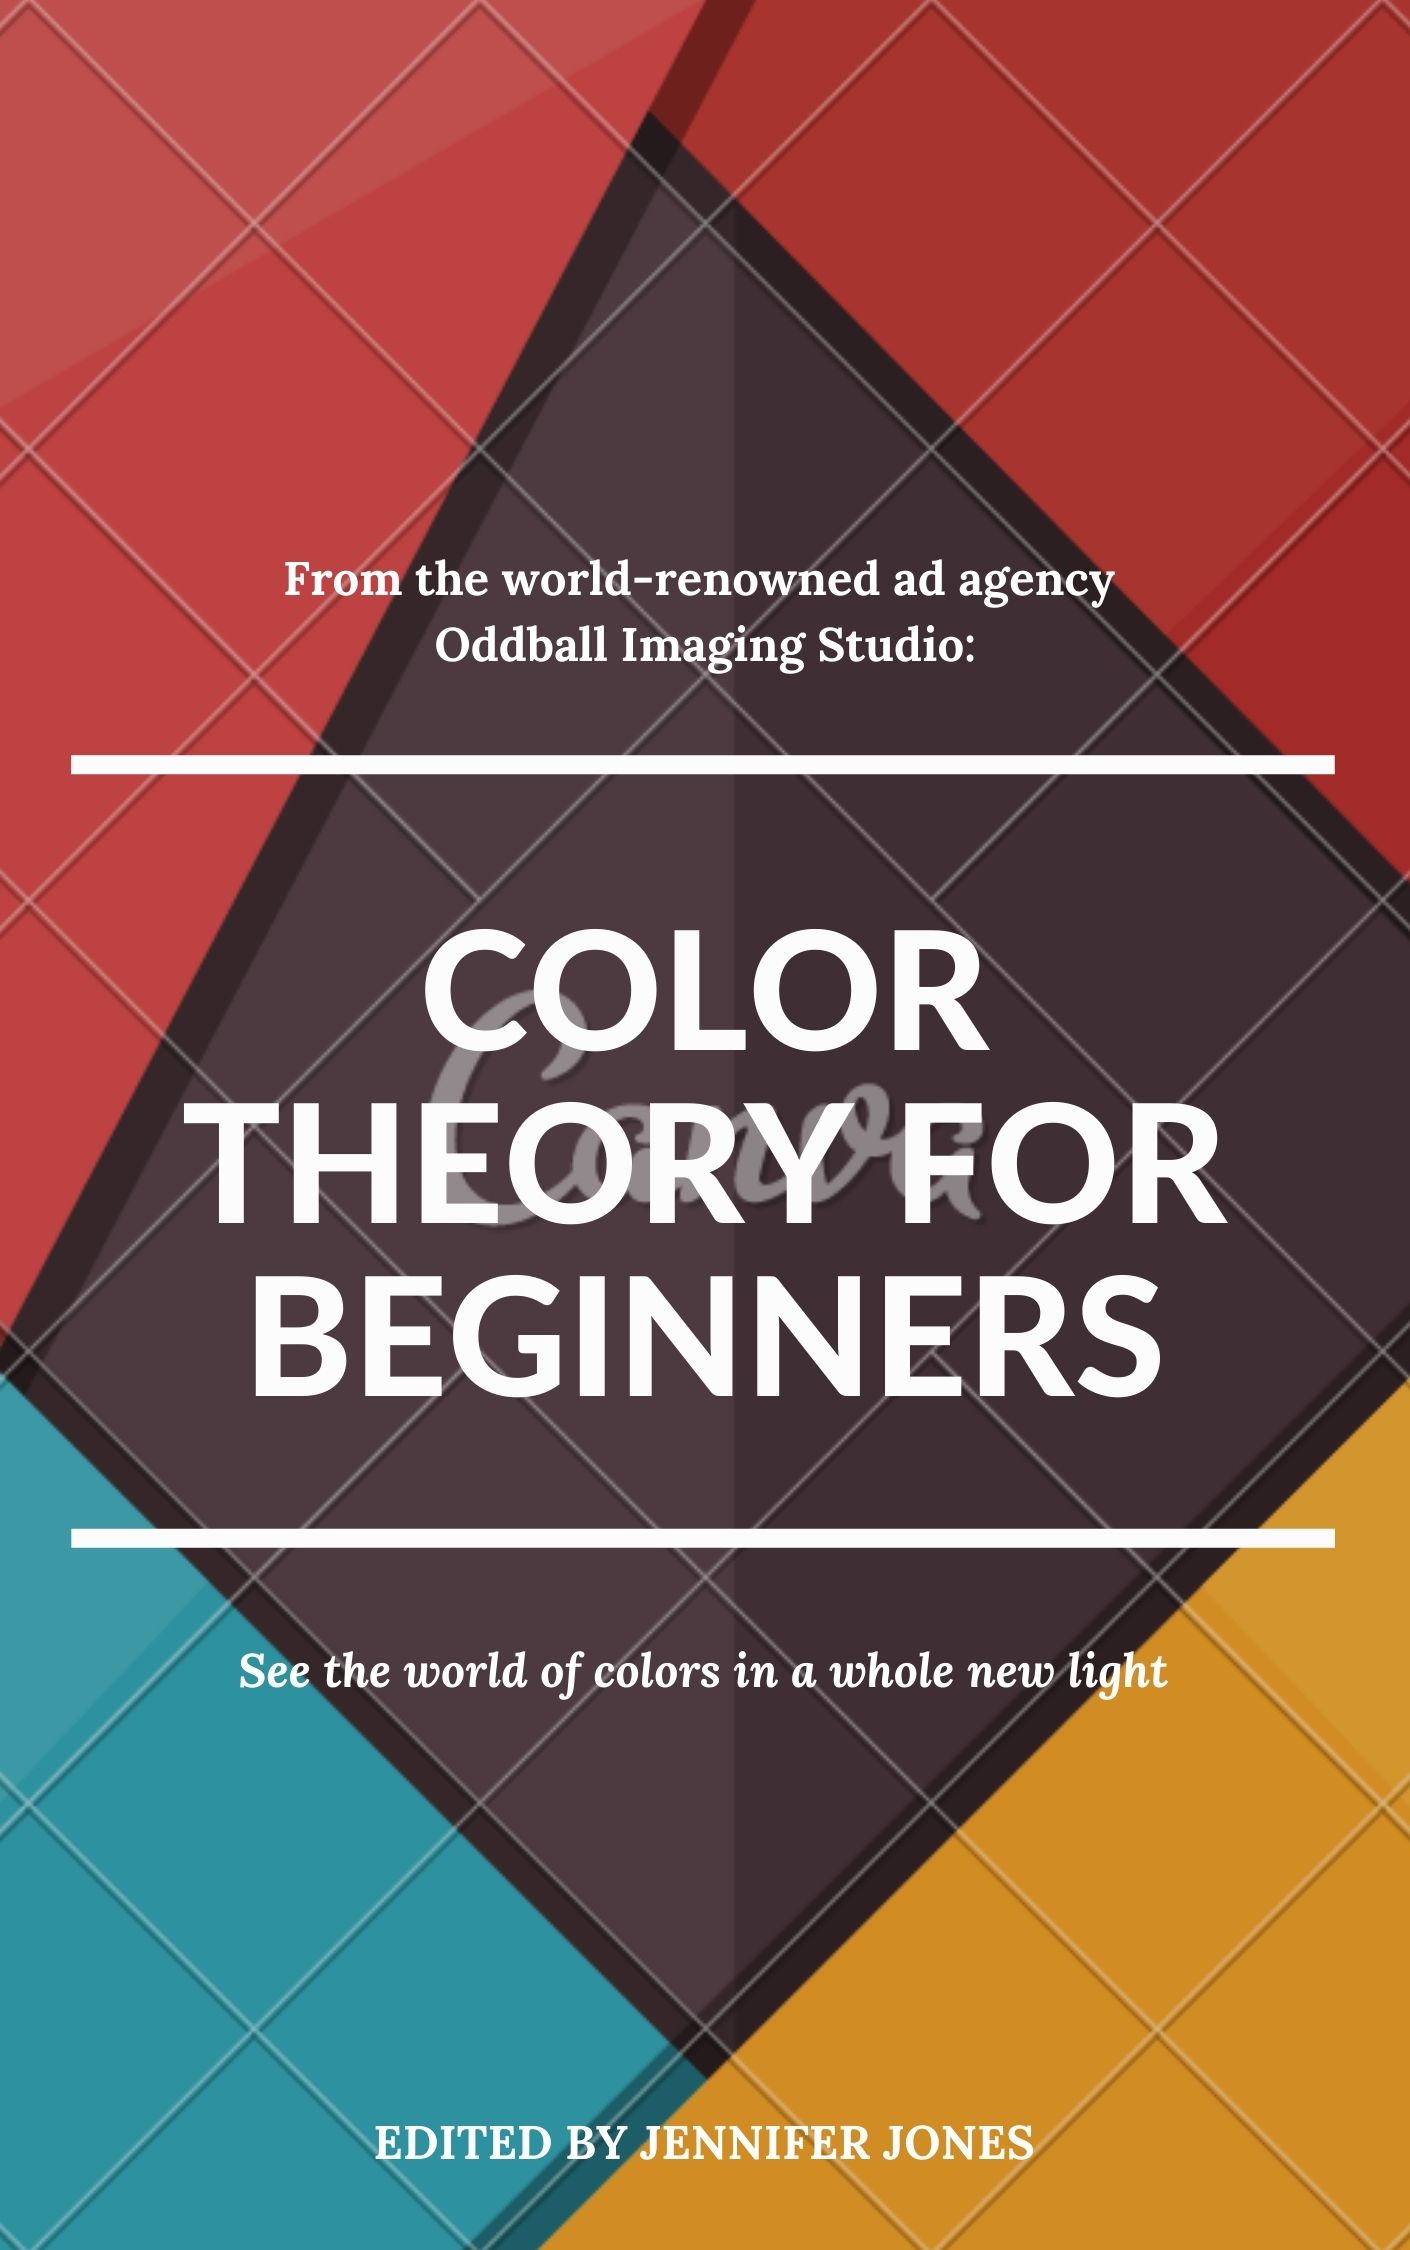 From the world-renowned ad agency
Oddball Imaging Studio:
COLOR
Canva
THEORY FOR
BEGINNERS
See the world of colors in a whole new light
EDITED BY JENNIFER JONES